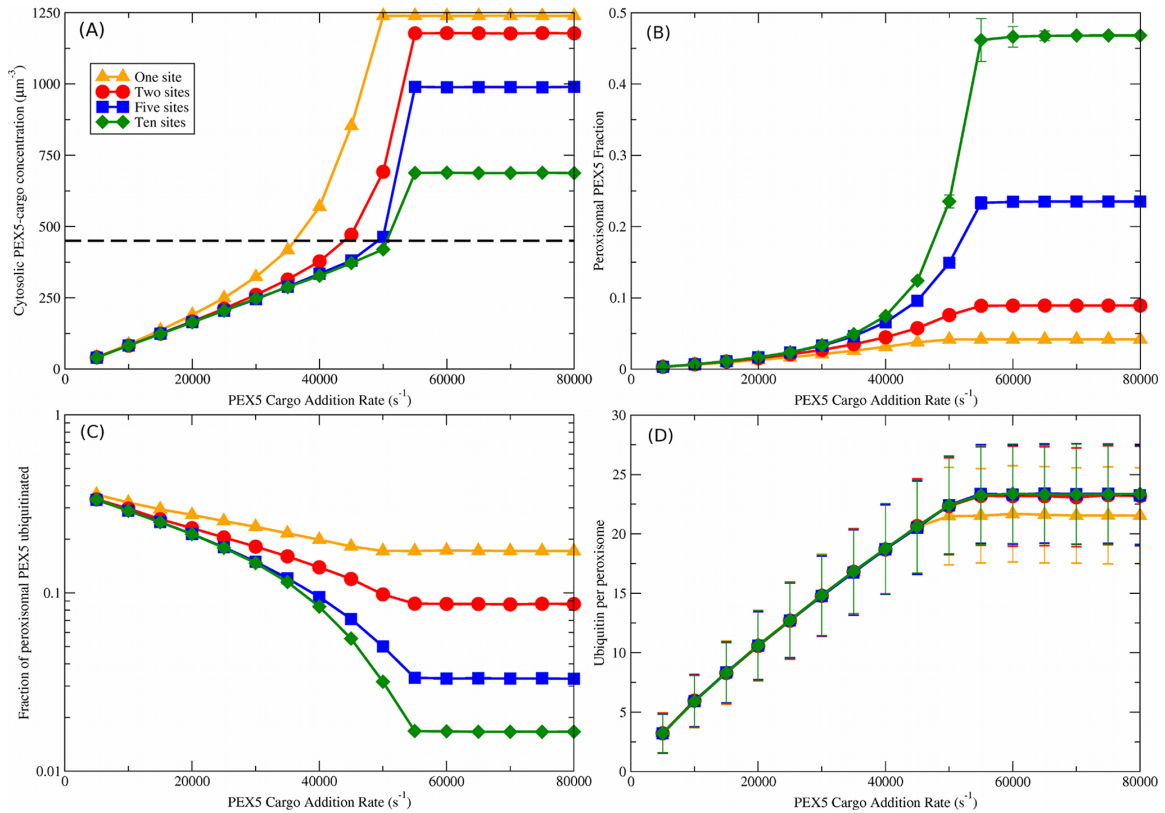 (A)
1250
1000
750
500
250
0
Cytosolic PEX5-cargo concentration (μm⁻³)
One site
Two sites
Five sites
Ten sites
0 20000 40000 60000 80000
PEX5 Cargo Addition Rate (s⁻¹)
(B)
0.5
0.4
0.3
0.2
0.1
0
Peroxisomal PEX5 Fraction
0 20000 40000 60000 80000
PEX5 Cargo Addition Rate (s⁻¹)
(C)
1
0.1
0.01
Fraction of peroxisomal PEX5 ubiquitinated
0 20000 40000 60000 80000
PEX5 Cargo Addition Rate (s⁻¹)
(D)
30
25
20
15
10
5
0
Ubiquitin per peroxisome
0 20000 40000 60000 80000
PEX5 Cargo Addition Rate (s⁻¹)